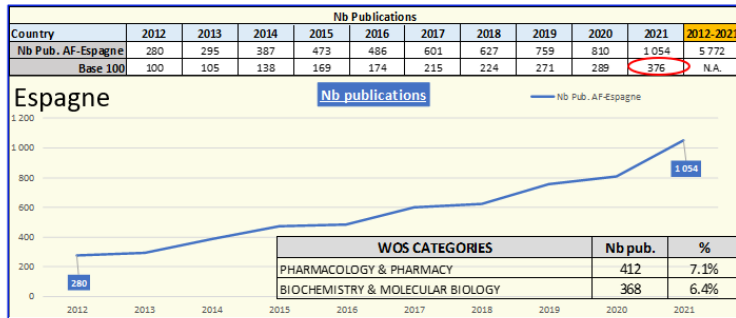 Nb Publications
Country 2012 2013 2014 2015 2016 2017 2018 2019 2020 2021 2012-2021
Nb Pub. AF-Espagne 280 295 387 473 486 601 627 759 810 1 054 5 772
Base 100 100 105 138 169 174 215 224 271 289 376 N.A.
Espagne Nb publications Nb Pub. AF-Espagne
1 200
1 000
1 054
800
600
400
WOS CATEGORIES Nb pub. %
200
PHARMACOLOGY & PHARMACY 412 7.1%
280
BIOCHEMISTRY & MOLECULAR BIOLOGY 368 6.4%
0
2012 2013 2014 2015 2016 2017 2018 2019 2020 2021